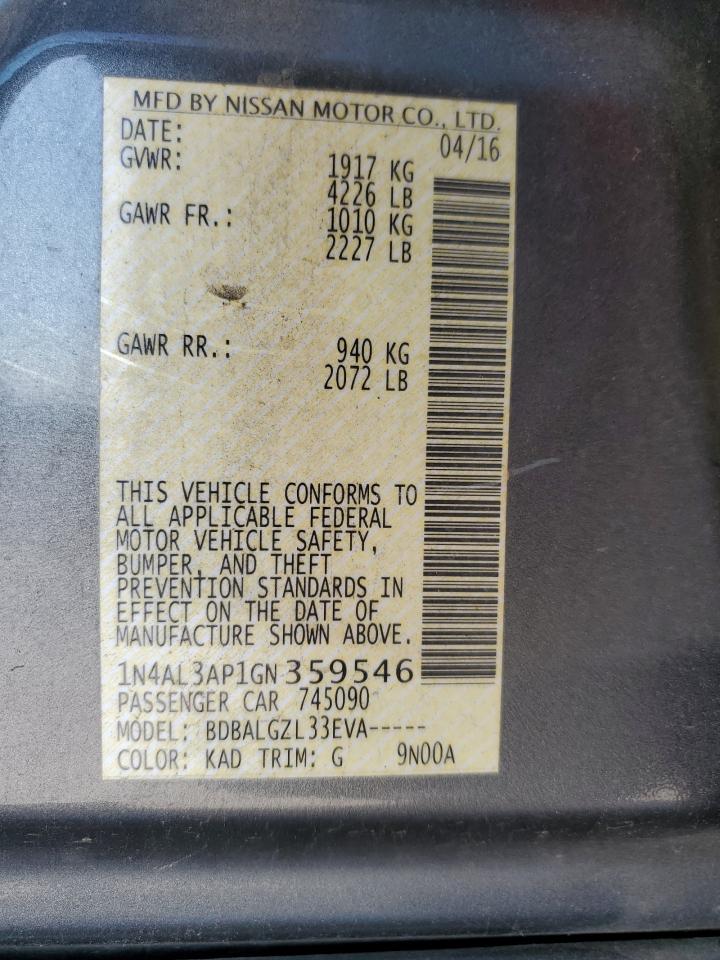 MFD BY NISSAN MOTOR CO., LTD.
DATE: 04/16
GVWR: 1917 KG
4226 LB
GAWR FR.: 1010 KG
2227 LB
GAWR RR.: 940 KG
2072 LB
THIS VEHICLE CONFORMS TO
ALL APPLICABLE FEDERAL
MOTOR VEHICLE SAFETY,
BUMPER, AND THEFT
PREVENTION STANDARDS IN
EFFECT ON THE DATE OF
MANUFACTURE SHOWN ABOVE.
1N4AL3AP1GN359546
PASSENGER CAR 745090
MODEL: BDBALGZL33EVA-----
COLOR: KAD TRIM: G 9N00A